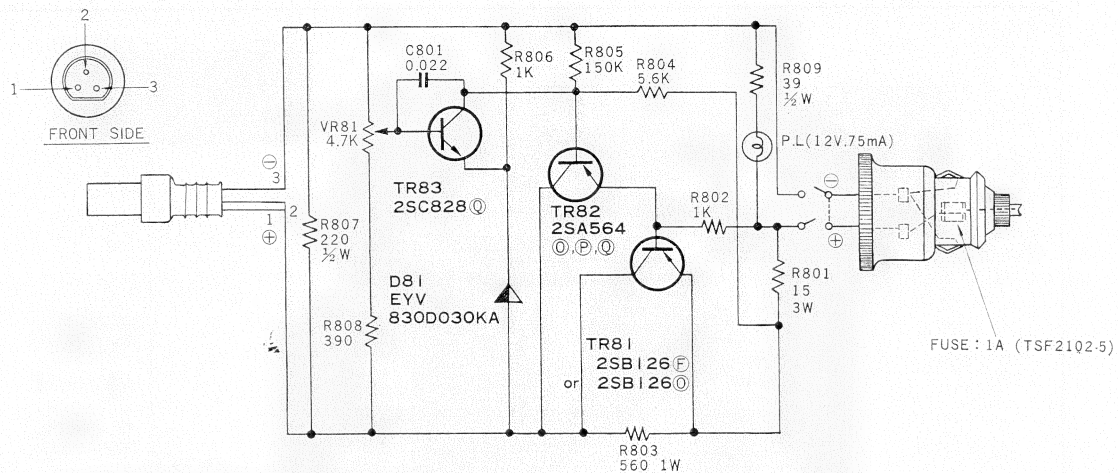 2
1
3
FRONT SIDE
⊖
3
1
2
⊕
R807
220
½W
VR81
4.7K
R808
390
C801
0.022
TR83
2SC828Ⓠ
D81
EYV
830D030KA
R806
1K
R805
150K
R804
5.6K
TR82
2SA564
Ⓞ,Ⓟ,Ⓠ
R802
1K
TR81
2SB126Ⓕ
or 2SB126Ⓞ
R803
560 1W
R809
39
½W
P.L(12V.75mA)
⊖
⊕
R801
15
3W
FUSE : 1A (TSF2102-5)